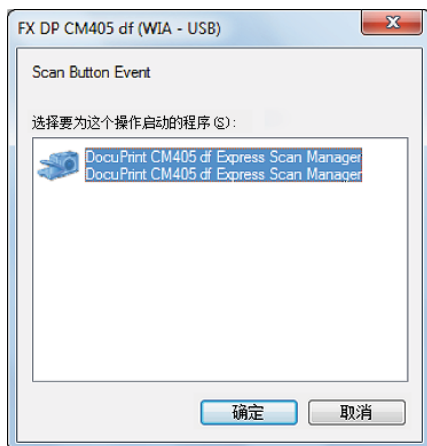 FX DP CM405 df (WIA - USB)
Scan Button Event
选择要为这个操作启动的程序(S):
DocuPrint CM405 df Express Scan Manager
DocuPrint CM405 df Express Scan Manager
确定
取消